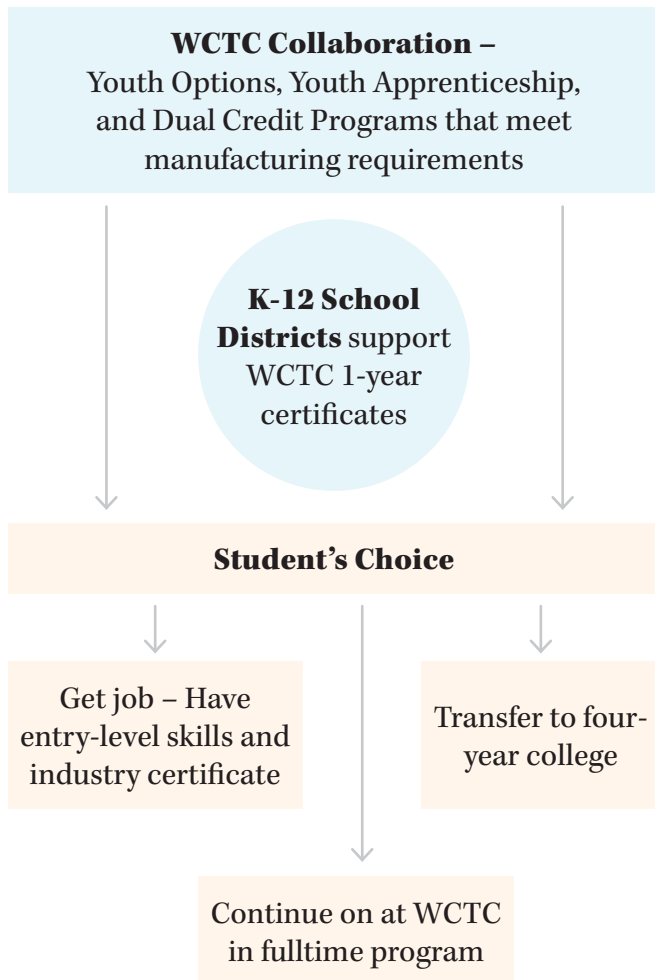 WCTC Collaboration –
Youth Options, Youth Apprenticeship,
and Dual Credit Programs that meet
manufacturing requirements
K-12 School
Districts support
WCTC 1-year
certificates
Student’s Choice
Get job – Have
entry-level skills and
industry certificate
Transfer to four-
year college
Continue on at WCTC
in fulltime program